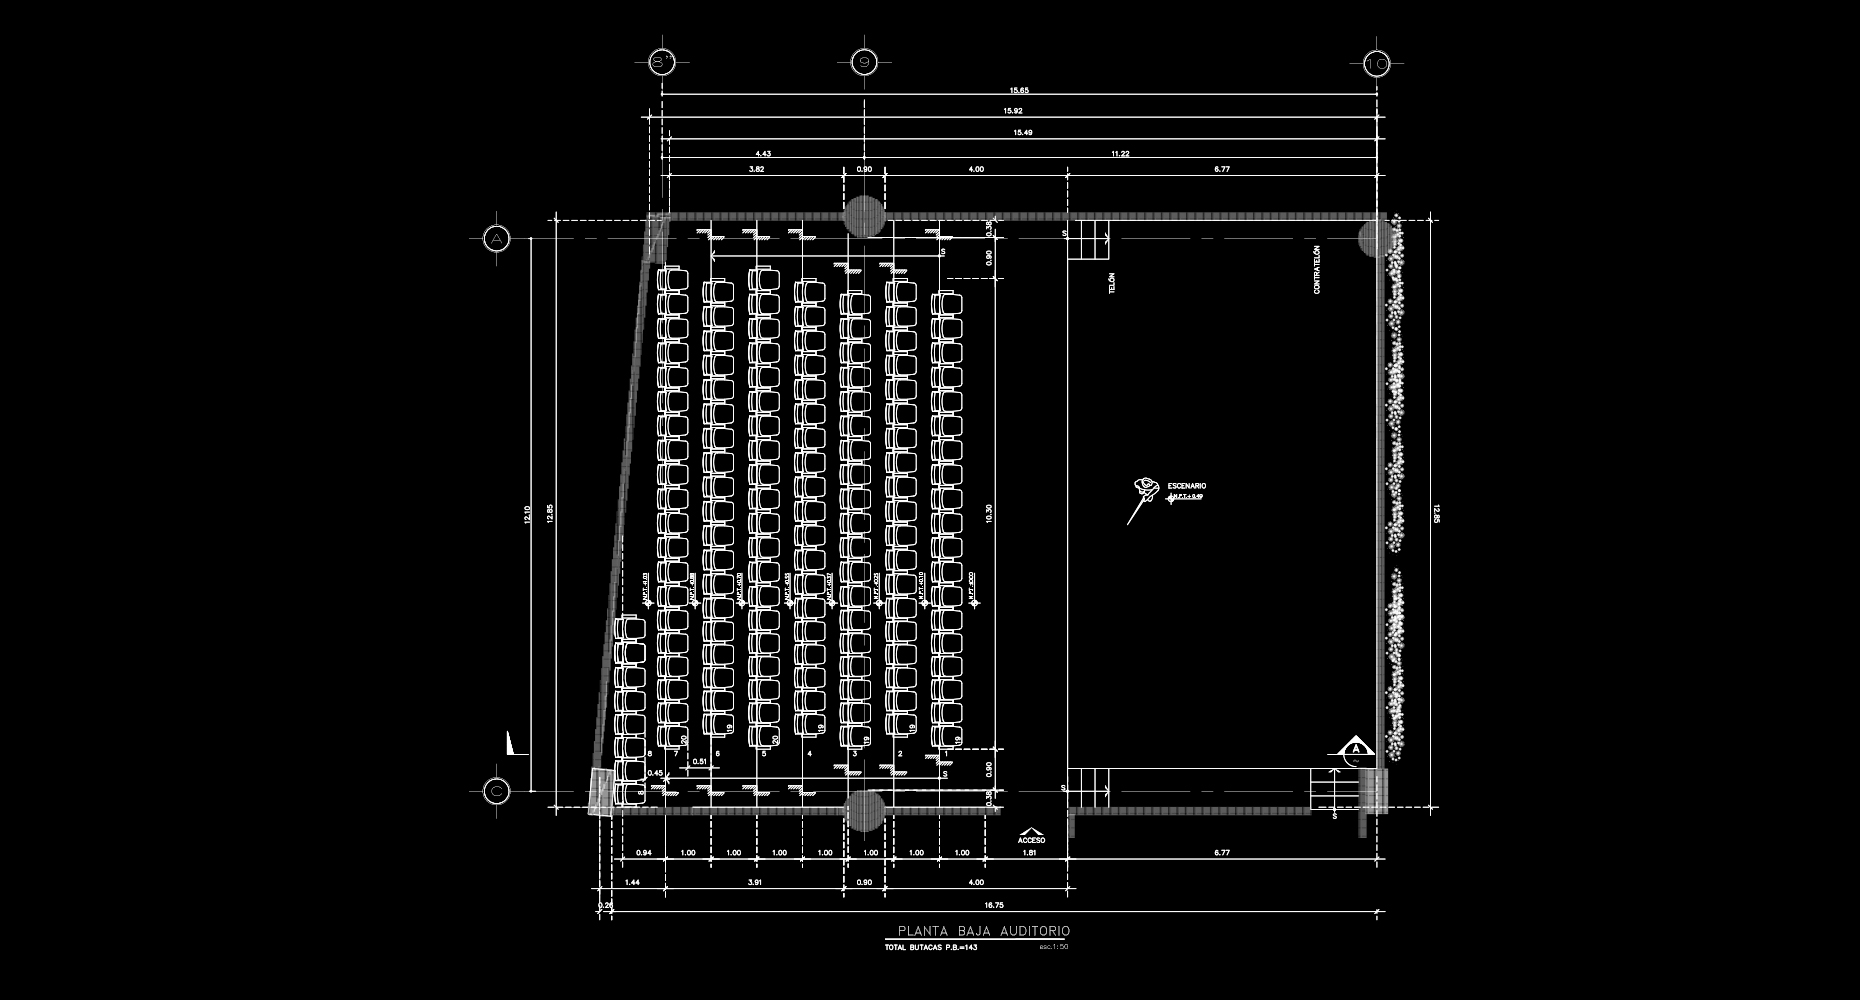 8" 9 10
15.65
15.92
15.49
4.43 11.22
3.82 0.90 4.00 6.77
A
0.38
S S
0.90
TELÓN
CONTRATELÓN
ESCENARIO
N.P.T.+0.49
12.10
12.85
10.30
12.85
20 19 20 19 19 19 19
8 7 6 5 4 3 2 1
0.51
0.45
S
0.90
A
C
8
0.38
S
S
ACCESO
0.94 1.00 1.00 1.00 1.00 1.00 1.00 1.00 1.81 6.77
1.44 3.91 0.90 4.00
16.75
PLANTA BAJA AUDITORIO
TOTAL BUTACAS P.B.=143 esc.1:50